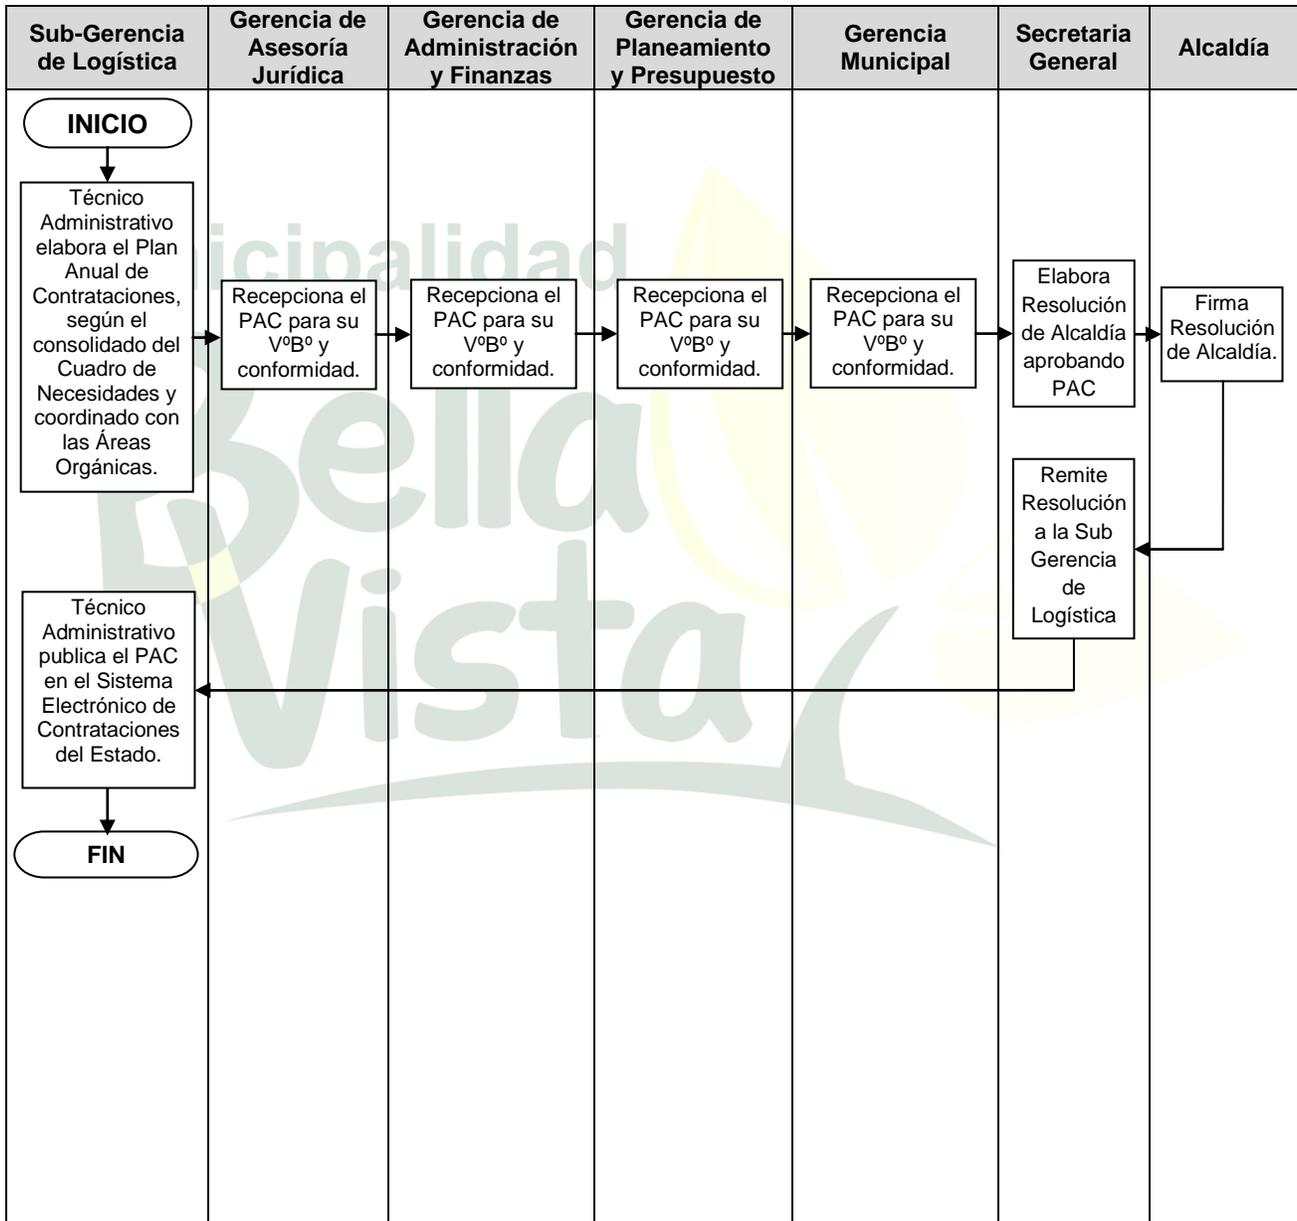 Sub-Gerencia
de Logística
Gerencia de
Asesoría
Jurídica
Gerencia de
Administración
y Finanzas
Gerencia de
Planeamiento
y Presupuesto
Gerencia
Municipal
Secretaria
General
Alcaldía
INICIO
Técnico
Administrativo
elabora el Plan
Anual de
Contrataciones,
según el
consolidado del
Cuadro de
Necesidades y
coordinado con
las Áreas
Orgánicas.
Recepciona el
PAC para su
VºBº y
conformidad.
Recepciona el
PAC para su
VºBº y
conformidad.
Recepciona el
PAC para su
VºBº y
conformidad.
Recepciona el
PAC para su
VºBº y
conformidad.
Elabora
Resolución
de Alcaldía
aprobando
PAC
Firma
Resolución
de Alcaldía.
Remite
Resolución
a la Sub
Gerencia
de
Logística
Técnico
Administrativo
publica el PAC
en el Sistema
Electrónico de
Contrataciones
del Estado.
FIN
nicipalidad
Bella
Vista